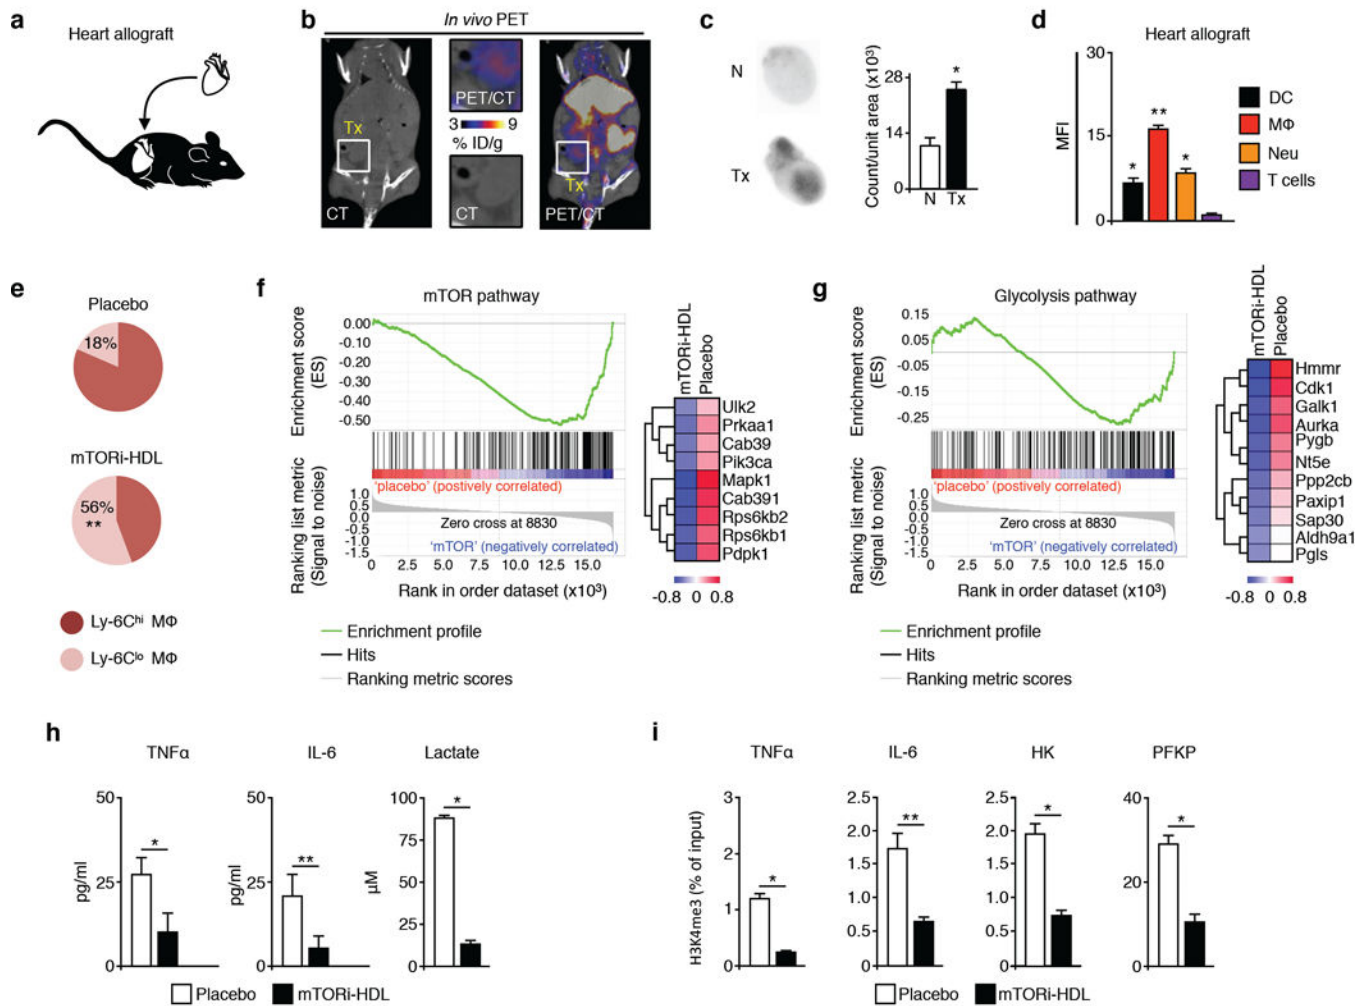 a
Heart allograft
b
In vivo PET
Tx
CT
PET/CT
3 9
% ID/g
CT
Tx
PET/CT
c
N
Tx
Count/unit area (x10³)
28
14
0
*
N Tx
d
Heart allograft
MFI
30
15
0
*
**
*
DC
MΦ
Neu
T cells
e
Placebo
18%
mTORi-HDL
56%
**
Ly-6Chi MΦ
Ly-6Clo MΦ
f
mTOR pathway
Enrichment score
(ES)
0.00
-0.10
-0.20
-0.30
-0.40
-0.50
'placebo' (postively correlated)
Zero cross at 8830
'mTOR' (negatively correlated)
Ranking list metric
(Signal to noise)
1.0
0.5
0.0
-0.5
-1.0
-1.5
0 2.5 5.0 7.5 10.0 12.5 15.0
Rank in order dataset (x10³)
Enrichment profile
Hits
Ranking metric scores
mTORi-HDL
Placebo
Ulk2
Prkaa1
Cab39
Pik3ca
Mapk1
Cab391
Rps6kb2
Rps6kb1
Pdpk1
-0.8 0 0.8
g
Glycolysis pathway
Enrichment score
(ES)
0.15
0.05
-0.05
-0.15
-0.25
'placebo' (postively correlated)
Zero cross at 8830
'mTOR' (negatively correlated)
Ranking list metric
(Signal to noise)
1.0
0.5
0.0
-0.5
-1.0
-1.5
0 2.5 5.0 7.5 10.0 12.5 15.0
Rank in order dataset (x10³)
Enrichment profile
Hits
Ranking metric scores
mTORi-HDL
Placebo
Hmmr
Cdk1
Galk1
Aurka
Pygb
Nt5e
Ppp2cb
Paxip1
Sap30
Aldh9a1
Pgls
-0.8 0 0.8
h
TNFα
pg/ml
50
25
0
*
IL-6
pg/ml
50
25
0
**
Lactate
µM
100
75
50
25
0
*
Placebo mTORi-HDL
i
TNFα
H3K4me3 (% of input)
3
2
1
0
*
IL-6
2.5
2.0
1.5
1.0
0.5
0
**
HK
2.5
2.0
1.5
1.0
0.5
0
*
PFKP
40
20
0
*
Placebo mTORi-HDL